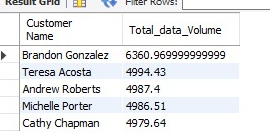 Result Grid Filter Rows:
Customer Name Total_data_Volume
Brandon Gonzalez 6360.969999999999
Teresa Acosta 4994.43
Andrew Roberts 4987.4
Michelle Porter 4986.51
Cathy Chapman 4979.64